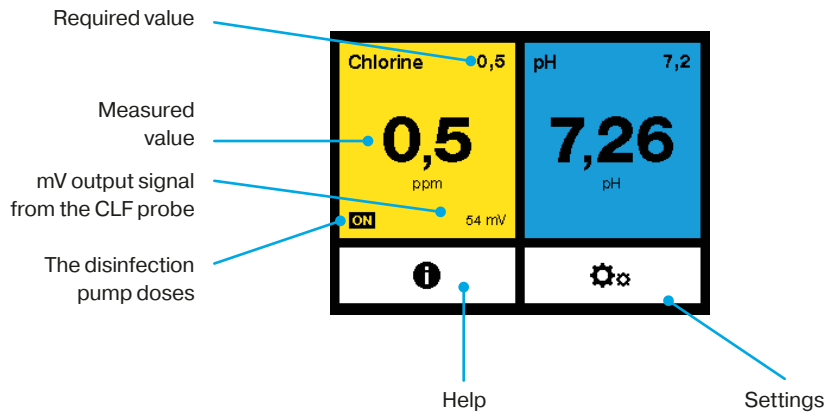 Required value
Measured
value
mV output signal
from the CLF probe
The disinfection
pump doses
Chlorine 0,5
0,5
ppm
ON 54 mV
pH 7,2
7,26
pH
Help
Settings